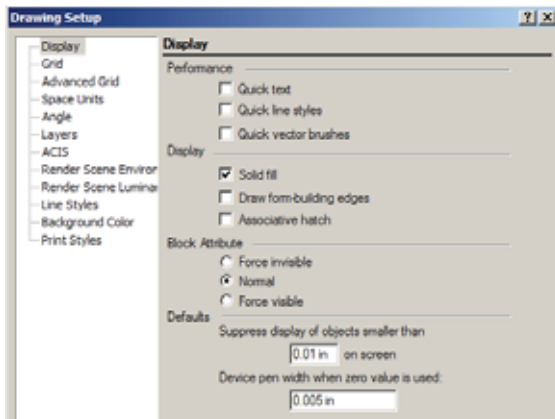 Drawing Setup
Display
Grid
Advanced Grid
Space Units
Angle
Layers
ACIS
Render Scene Environ
Render Scene Lumina
Line Styles
Background Color
Print Styles
Display
Performance
Quick text
Quick line styles
Quick vector brushes
Display
Solid fill
Draw form-building edges
Associative hatch
Block Attribute
Force invisible
Normal
Force visible
Defaults
Suppress display of objects smaller than
0.01 in on screen
Device pen width when zero value is used:
0.005 in